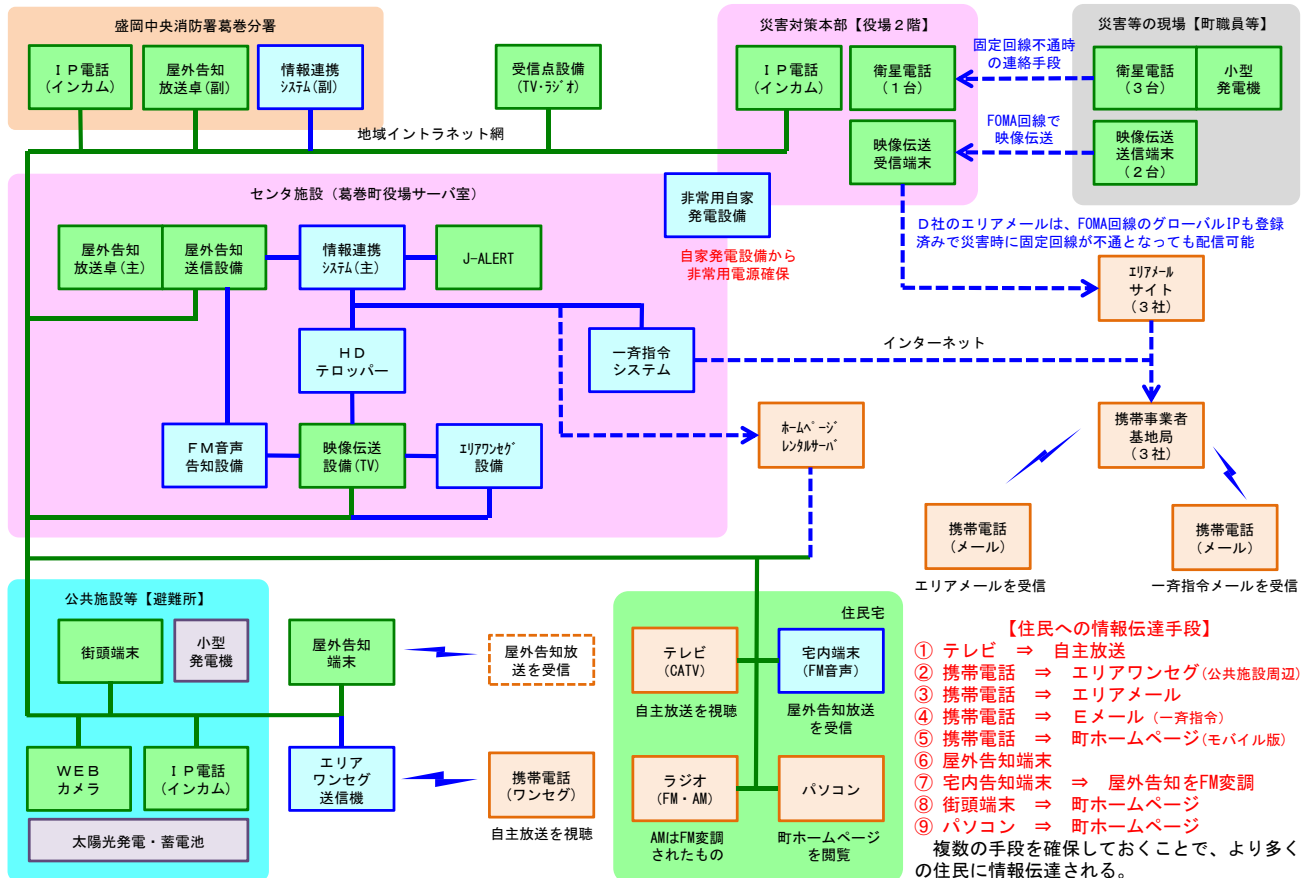 盛岡中央消防署葛巻分署
ＩＰ電話
(インカム)
屋外告知
放送卓(副)
情報連携
システム(副)
受信点設備
(TV・ラジオ)
地域イントラネット網
災害対策本部【役場２階】
ＩＰ電話
(インカム)
衛星電話
(１台)
映像伝送
受信端末
固定回線不通時
の連絡手段
FOMA回線で
映像伝送
災害等の現場【町職員等】
衛星電話
(３台)
小型
発電機
映像伝送
送信端末
(２台)
センタ施設（葛巻町役場サーバ室）
非常用自家
発電設備
自家発電設備から
非常用電源確保
Ｄ社のエリアメールは、FOMA回線のグローバルIPも登録
済みで災害時に固定回線が不通となっても配信可能
屋外告知
放送卓(主)
屋外告知
送信設備
情報連携
システム(主)
J-ALERT
ＨＤ
テロッパー
一斉指令
システム
ＦＭ音声
告知設備
映像伝送
設備(TV)
エリアワンセグ
設備
エリアメール
サイト
(３社)
インターネット
ホームページ
レンタルサーバ
携帯事業者
基地局
(３社)
携帯電話
(メール)
エリアメールを受信
携帯電話
(メール)
一斉指令メールを受信
公共施設等【避難所】
街頭端末
小型
発電機
WEB
カメラ
ＩＰ電話
(インカム)
太陽光発電・蓄電池
屋外告知
端末
屋外告知放
送を受信
エリア
ワンセグ
送信機
携帯電話
(ワンセグ)
自主放送を視聴
住民宅
テレビ
(CATV)
自主放送を視聴
宅内端末
(FM音声)
屋外告知放送
を受信
ラジオ
(FM・AM)
AMはFM変調
されたもの
パソコン
町ホームページ
を閲覧
【住民への情報伝達手段】
① テレビ ⇒ 自主放送
② 携帯電話 ⇒ エリアワンセグ(公共施設周辺)
③ 携帯電話 ⇒ エリアメール
④ 携帯電話 ⇒ Ｅメール（一斉指令）
⑤ 携帯電話 ⇒ 町ホームページ(モバイル版)
⑥ 屋外告知端末
⑦ 宅内告知端末 ⇒ 屋外告知をFM変調
⑧ 街頭端末 ⇒ 町ホームページ
⑨ パソコン ⇒ 町ホームページ
複数の手段を確保しておくことで、より多く
の住民に情報伝達される。